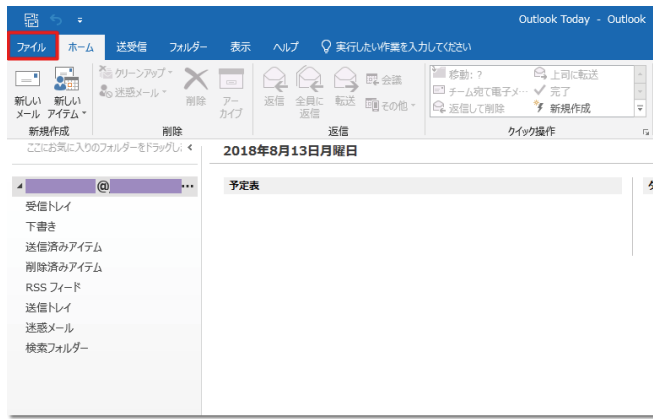 Outlook Today - Outlook
ファイル ホーム 送受信 フォルダー 表示 ヘルプ 実行したい作業を入力してください
新しい メール
新しい アイテム
クリーンアップ
迷惑メール
削除
アー カイブ
返信
全員に 返信
転送
会議
その他
移動: ?
チーム宛て電子メ…
返信して削除
上司に転送
完了
新規作成
新規作成 削除 返信 クイック操作
ここにお気に入りのフォルダーをドラッグし
2018年8月13日月曜日
@ ...
予定表
受信トレイ
下書き
送信済みアイテム
削除済みアイテム
RSS フィード
送信トレイ
迷惑メール
検索フォルダー